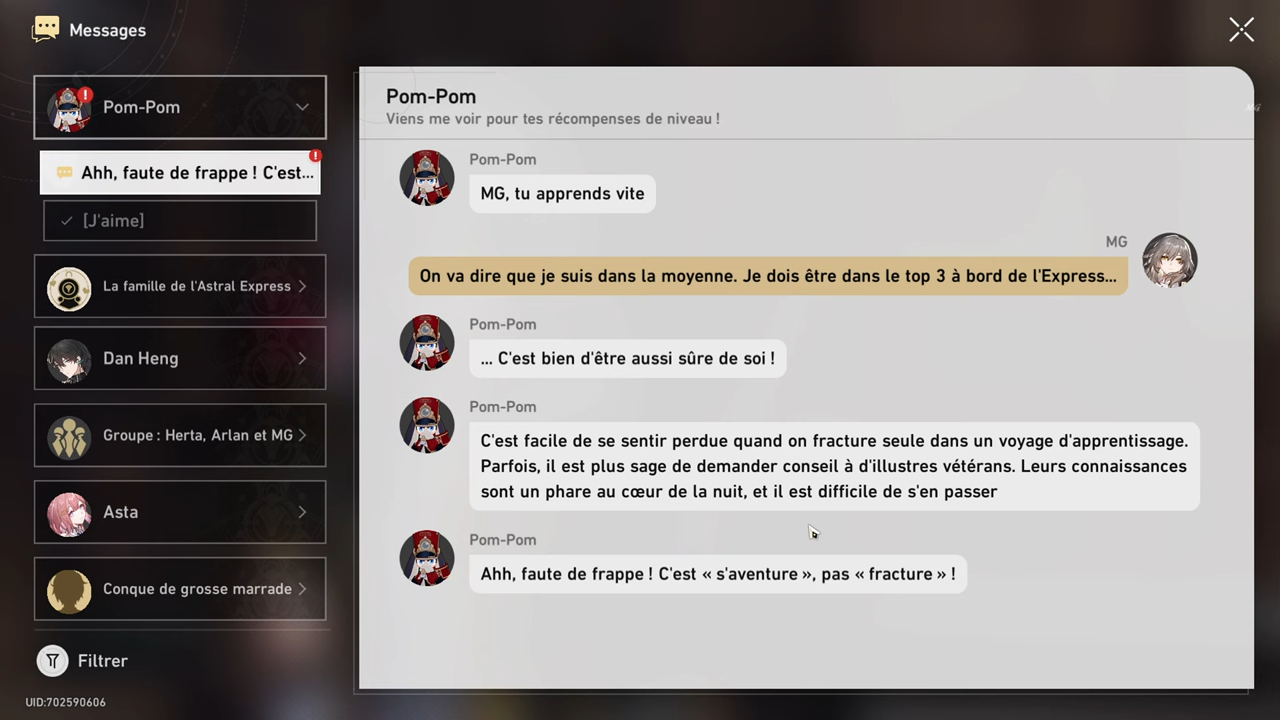 Messages
Pom-Pom
Ahh, faute de frappe ! C'est...
[J'aime]
La famille de l'Astral Express
Dan Heng
Groupe : Herta, Arlan et MG
Asta
Conque de grosse marrade
Filtrer
UID:702590606
Pom-Pom
Viens me voir pour tes récompenses de niveau !
Pom-Pom
MG, tu apprends vite
MG
On va dire que je suis dans la moyenne. Je dois être dans le top 3 à bord de l'Express...
Pom-Pom
... C'est bien d'être aussi sûre de soi !
Pom-Pom
C'est facile de se sentir perdue quand on fracture seule dans un voyage d'apprentissage.
Parfois, il est plus sage de demander conseil à d'illustres vétérans. Leurs connaissances
sont un phare au cœur de la nuit, et il est difficile de s'en passer
Pom-Pom
Ahh, faute de frappe ! C'est « s'aventure », pas « fracture » !
MG